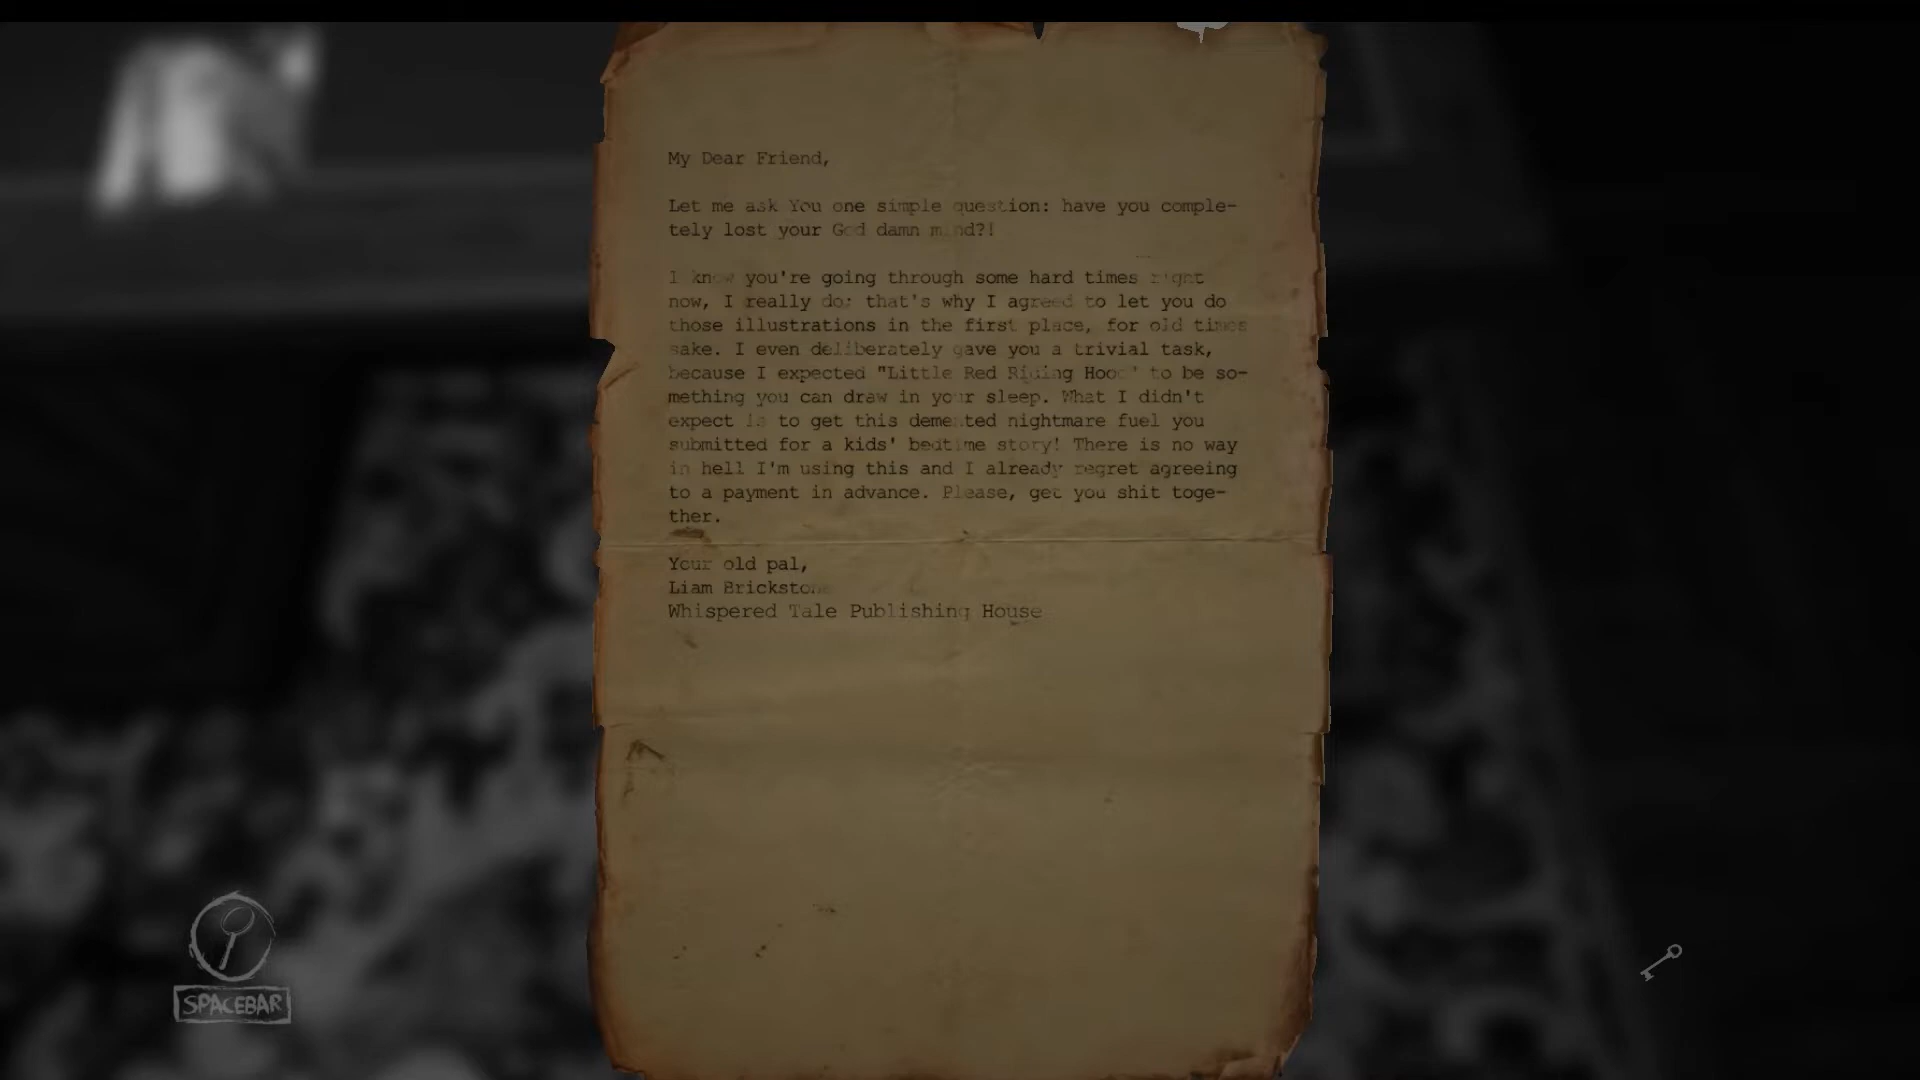 My Dear Friend,
Let me ask You one simple question: have you comple-
tely lost your God damn mind?!
I know you're going through some hard times right
now, I really do; that's why I agreed to let you do
those illustrations in the first place, for old times
sake. I even deliberately gave you a trivial task,
because I expected "Little Red Riding Hood" to be so-
mething you can draw in your sleep. What I didn't
expect is to get this demented nightmare fuel you
submitted for a kids' bedtime story! There is no way
in hell I'm using this and I already regret agreeing
to a payment in advance. Please, get you shit toge-
ther.
Your old pal,
Liam Brickstone
Whispered Tale Publishing House
SPACEBAR